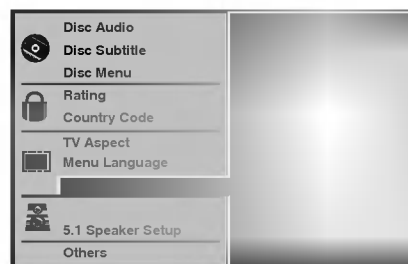 Disc Audio
Disc Subtitle
Disc Menu
Rating
Country Code
TV Aspect
Menu Language
5.1 Speaker Setup
Others